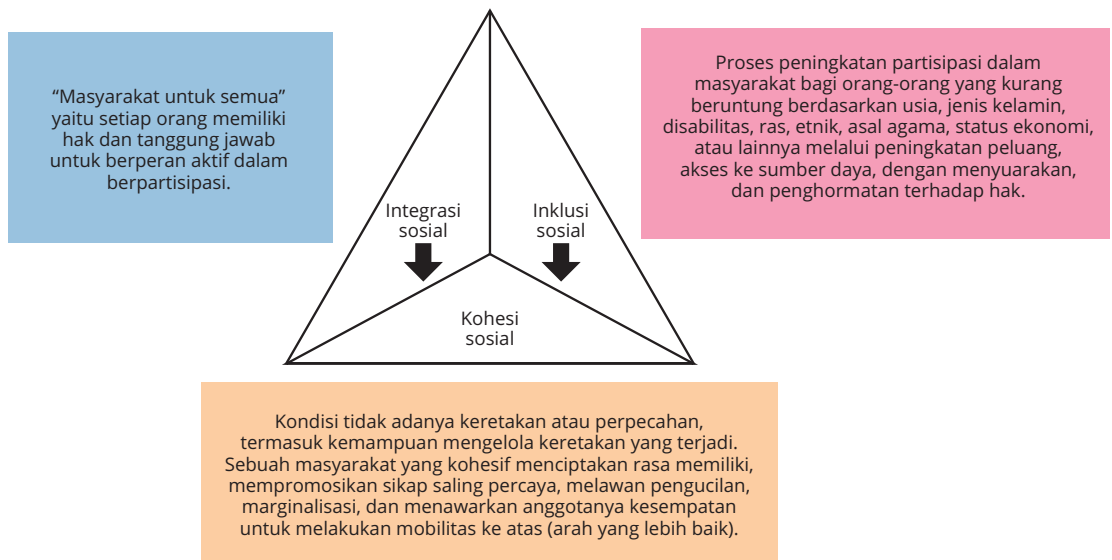 “Masyarakat untuk semua”
yaitu setiap orang memiliki
hak dan tanggung jawab
untuk berperan aktif dalam
berpartisipasi.
Proses peningkatan partisipasi dalam
masyarakat bagi orang-orang yang kurang
beruntung berdasarkan usia, jenis kelamin,
disabilitas, ras, etnik, asal agama, status ekonomi,
atau lainnya melalui peningkatan peluang,
akses ke sumber daya, dengan menyuarakan,
dan penghormatan terhadap hak.
Integrasi
sosial
Inklusi
sosial
Kohesi
sosial
Kondisi tidak adanya keretakan atau perpecahan,
termasuk kemampuan mengelola keretakan yang terjadi.
Sebuah masyarakat yang kohesif menciptakan rasa memiliki,
mempromosikan sikap saling percaya, melawan pengucilan,
marginalisasi, dan menawarkan anggotanya kesempatan
untuk melakukan mobilitas ke atas (arah yang lebih baik).